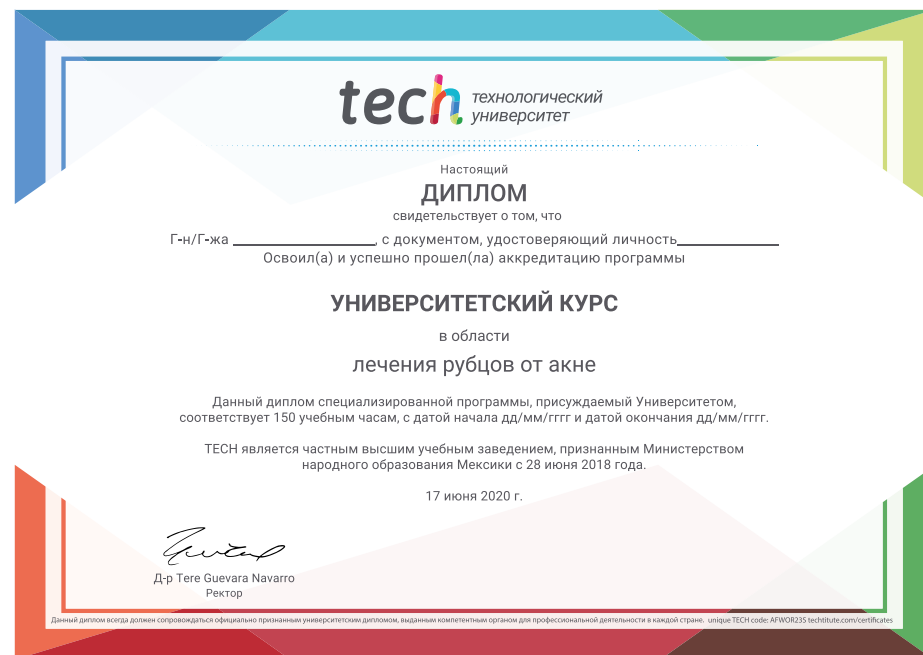 tech технологический
университет
Настоящий
ДИПЛОМ
свидетельствует о том, что
Г-н/Г-жа ________________, с документом, удостоверяющий личность____________
Освоил(а) и успешно прошел(ла) аккредитацию программы
УНИВЕРСИТЕТСКИЙ КУРС
в области
лечения рубцов от акне
Данный диплом специализированной программы, присуждаемый Университетом,
соответствует 150 учебным часам, с датой начала дд/мм/гггг и датой окончания дд/мм/гггг.
TECH является частным высшим учебным заведением, признанным Министерством
народного образования Мексики с 28 июня 2018 года.
17 июня 2020 г.
Д-р Tere Guevara Navarro
Ректор
Данный диплом всегда должен сопровождаться официально признанным университетским дипломом, выданным компетентным органом для профессиональной деятельности в каждой стране. unique TECH code: AFWOR23S techtitute.com/certificates